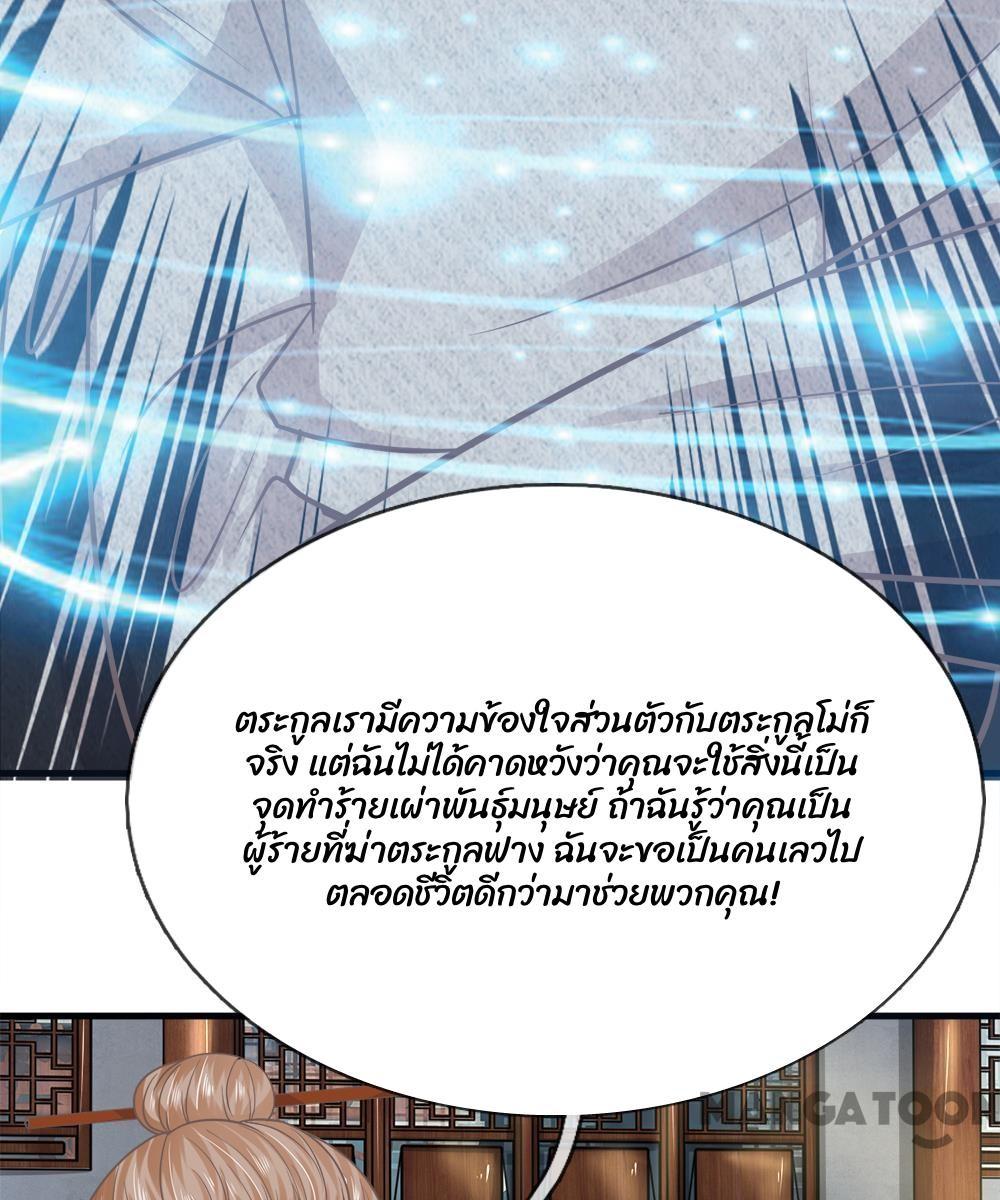 ตระกูลเรามีความข้องใจส่วนตัวกับตระกูลโม่ก็
จริง แต่ฉันไม่ได้คาดหวังว่าคุณจะใช้สิ่งนี้เป็น
จุดทำร้ายเผ่าพันธุ์มนุษย์ ถ้าฉันรู้ว่าคุณเป็น
ผู้ร้ายที่ฆ่าตระกูลฟาง ฉันจะขอเป็นคนเลวไป
ตลอดชีวิตดีกว่ามาช่วยพวกคุณ!
MANGATOON